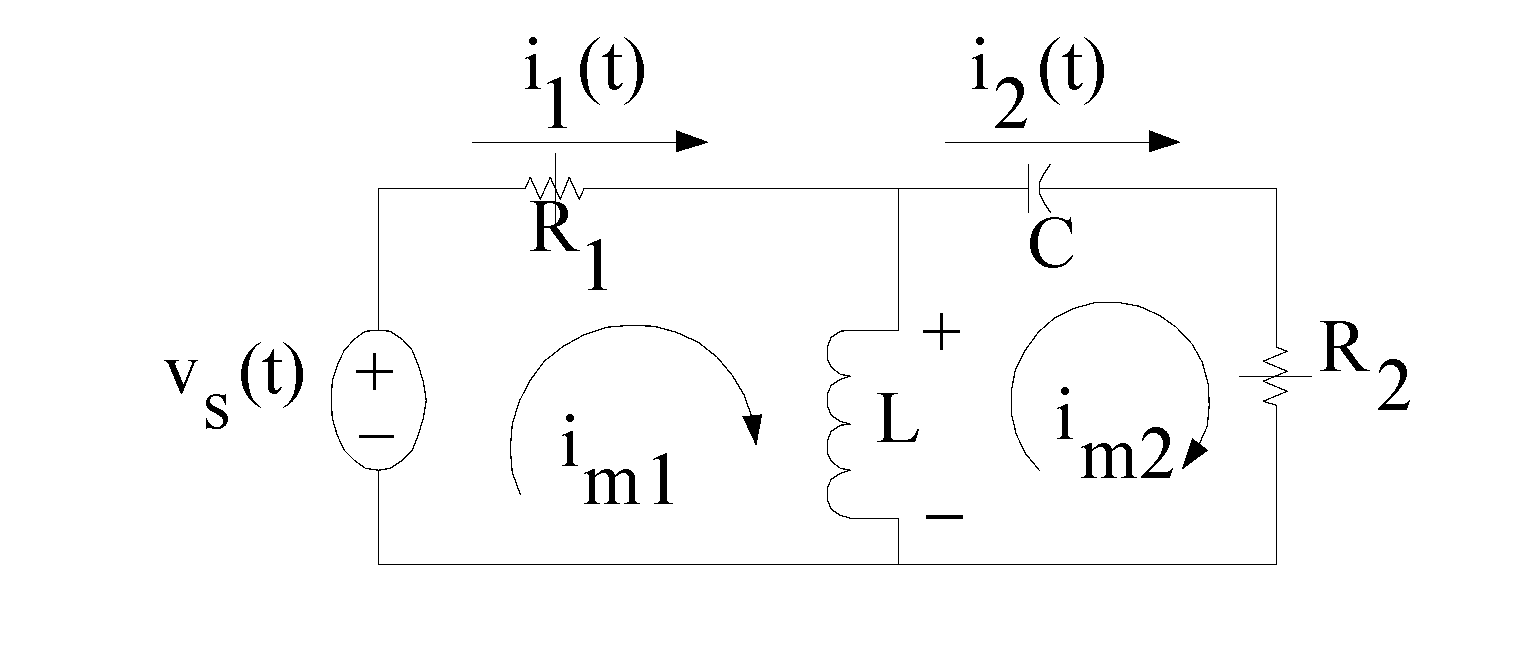 i1(t)
i2(t)
R1
C
vs(t)
+
−
im1
L
+
−
im2
R2